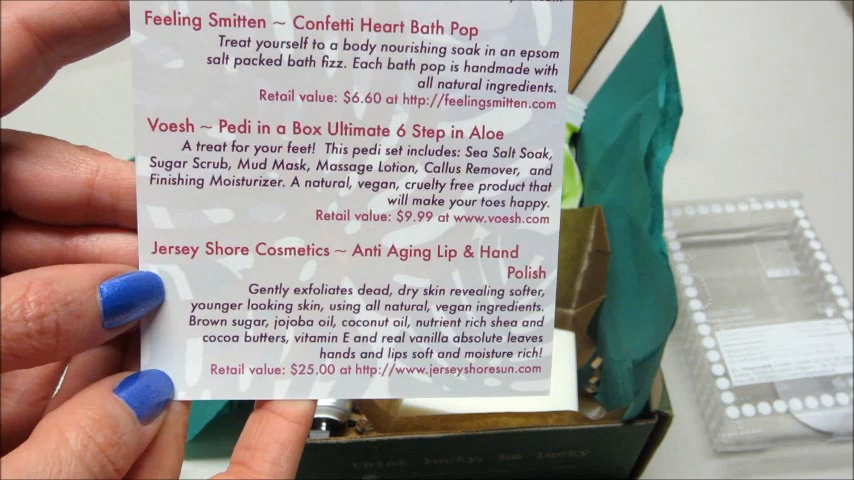 Feeling Smitten ~ Confetti Heart Bath Pop
Treat yourself to a body nourishing soak in an epsom
salt packed bath fizz. Each bath pop is handmade with
all natural ingredients.
Retail value: $6.60 at http://feelingsmitten.com
Voesh ~ Pedi in a Box Ultimate 6 Step in Aloe
A treat for your feet! This pedi set includes: Sea Salt Soak,
Sugar Scrub, Mud Mask, Massage Lotion, Callus Remover, and
Finishing Moisturizer. A natural, vegan, cruelty free product that
will make your toes happy.
Retail value: $9.99 at www.voesh.com
Jersey Shore Cosmetics ~ Anti Aging Lip & Hand
Polish
Gently exfoliates dead, dry skin revealing softer,
younger looking skin, using all natural, vegan ingredients.
Brown sugar, jojoba oil, coconut oil, nutrient rich shea and
cocoa butters, vitamin E and real vanilla absolute leaves
hands and lips soft and moisture rich!
Retail value: $25.00 at http://www.jerseyshoresun.com
think lucky, be lucky